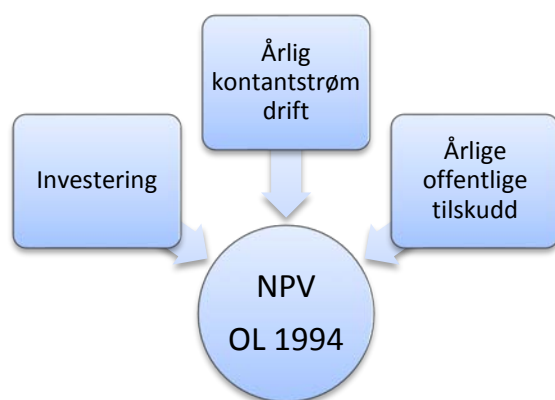 Årlig
kontantstrøm
drift
Investering
Årlige
offentlige
tilskudd
NPV
OL 1994